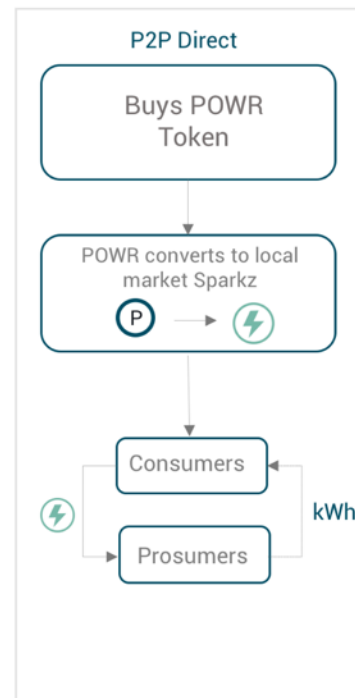 P2P Direct
Buys POWR
Token
POWR converts to local
market Sparkz
P
Consumers
kWh
Prosumers